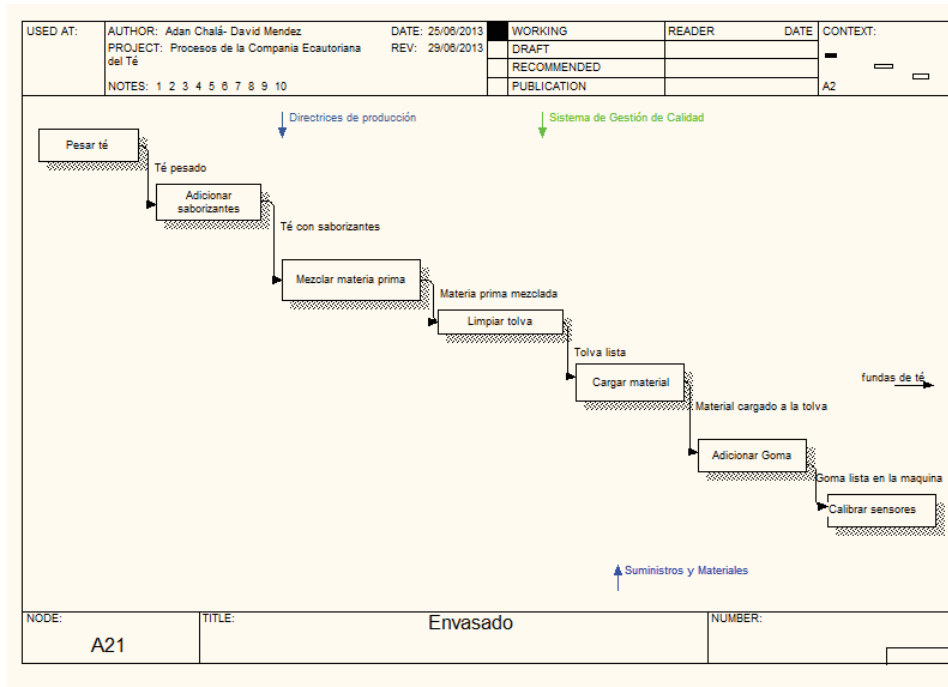 USED AT:
AUTHOR: Adan Chalá- David Mendez
DATE: 25/06/2013
WORKING
READER
DATE
CONTEXT:
PROJECT: Procesos de la Compania Ecautoriana
del Té
REV: 29/06/2013
DRAFT
RECOMMENDED
NOTES: 1 2 3 4 5 6 7 8 9 10
PUBLICATION
A2
Directrices de producción
Sistema de Gestión de Calidad
Pesar té
Té pesado
Adicionar
saborizantes
Té con saborizantes
Mezclar materia prima
Materia prima mezclada
Limpiar tolva
Tolva lista
Cargar material
fundas de té
Material cargado a la tolva
Adicionar Goma
Goma lista en la maquina
Calibrar sensores
Suministros y Materiales
NODE:
A21
TITLE:
Envasado
NUMBER: